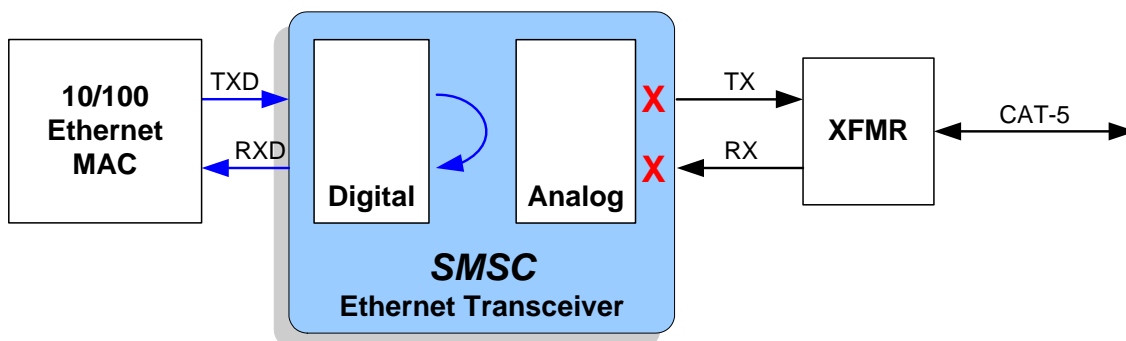 10/100
Ethernet
MAC
TXD
RXD
Digital
Analog
X
X
SMSC
Ethernet Transceiver
TX
RX
XFMR
CAT-5